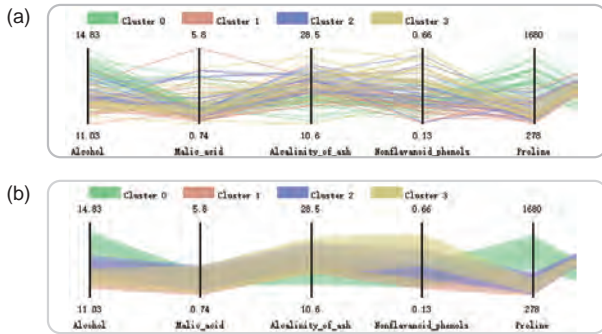 (a)
Cluster 0 Cluster 1 Cluster 2 Cluster 3
14.83 5.8 28.5 0.66 1680
11.03 0.74 10.6 0.13 278
Alcohol Malic_acid Alcalinity_of_ash Nonflavanoid_phenols Proline
(b)
Cluster 0 Cluster 1 Cluster 2 Cluster 3
14.83 5.8 28.5 0.66 1680
11.03 0.74 10.6 0.13 278
Alcohol Malic_acid Alcalinity_of_ash Nonflavanoid_phenols Proline